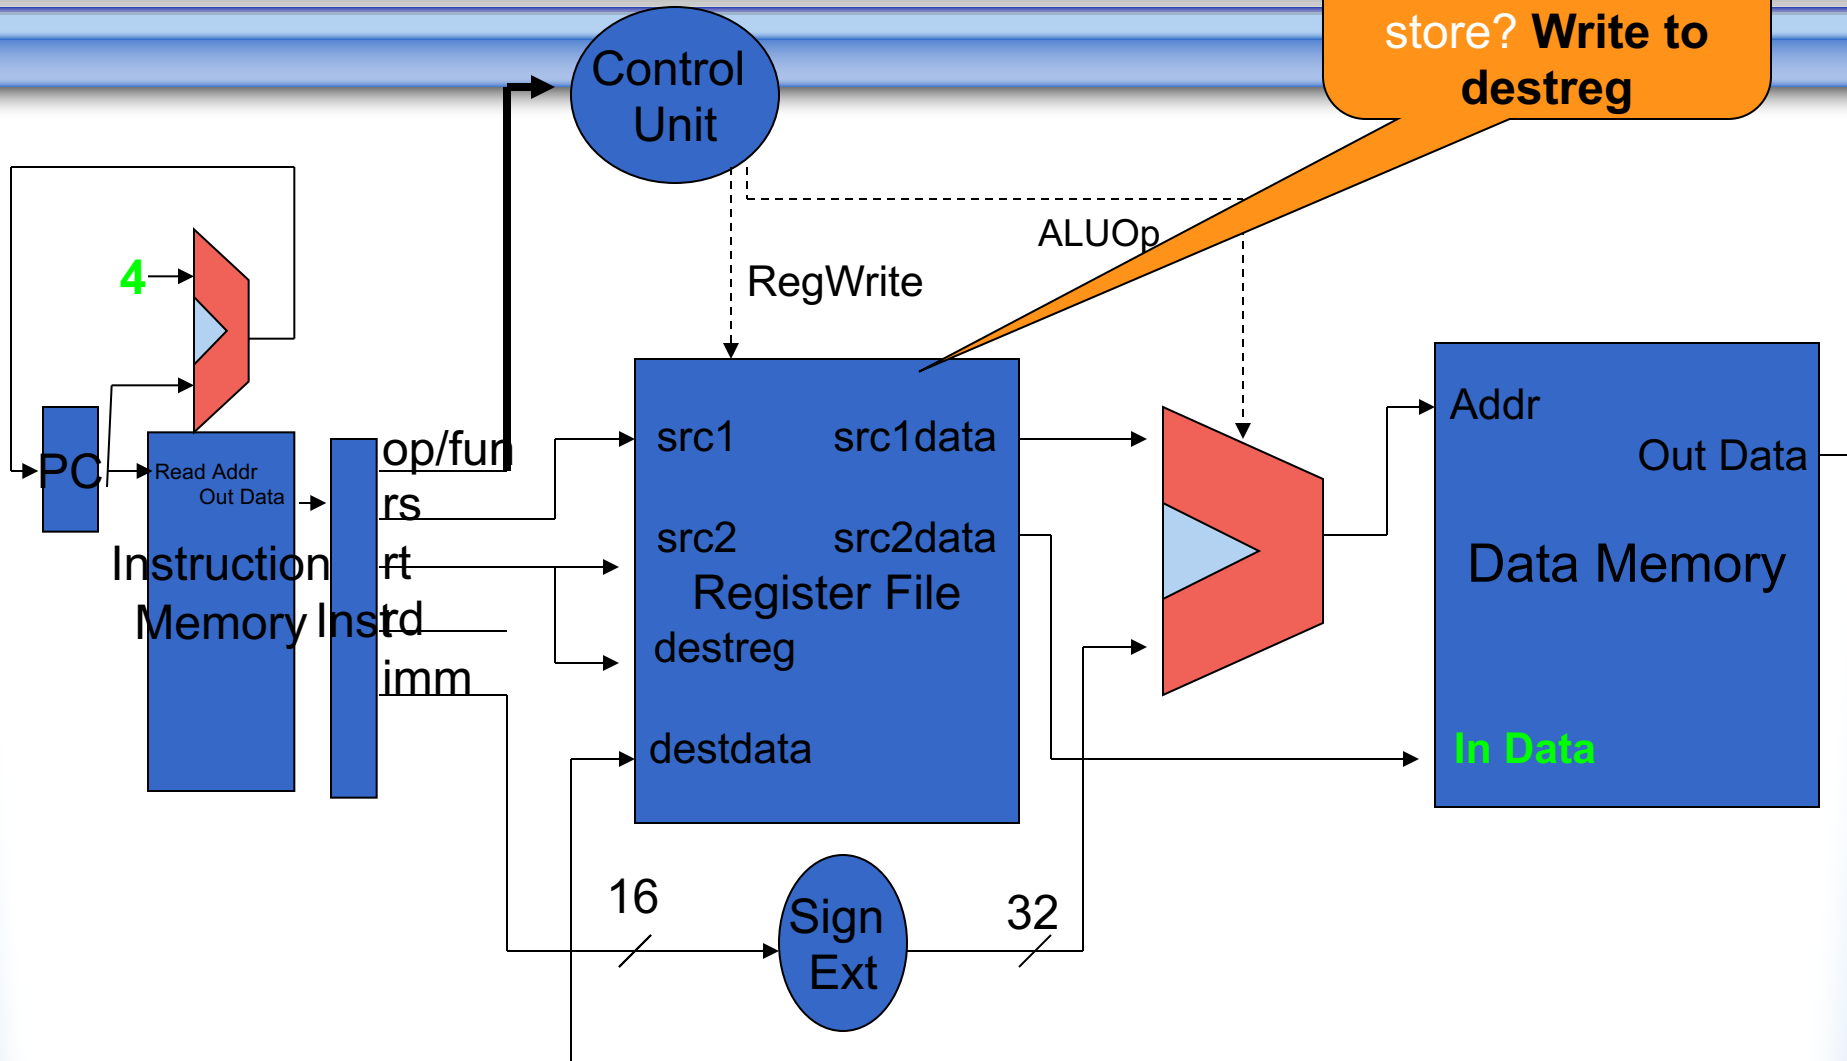 store? Write to
destreg
Control
Unit
ALUOp
RegWrite
4
PC
Read Addr
Out Data
Instruction
Memory
Instr
op/fun
rs
rt
rd
imm
src1
src1data
src2
src2data
Register File
destreg
destdata
Addr
Out Data
Data Memory
In Data
16
Sign
Ext
32